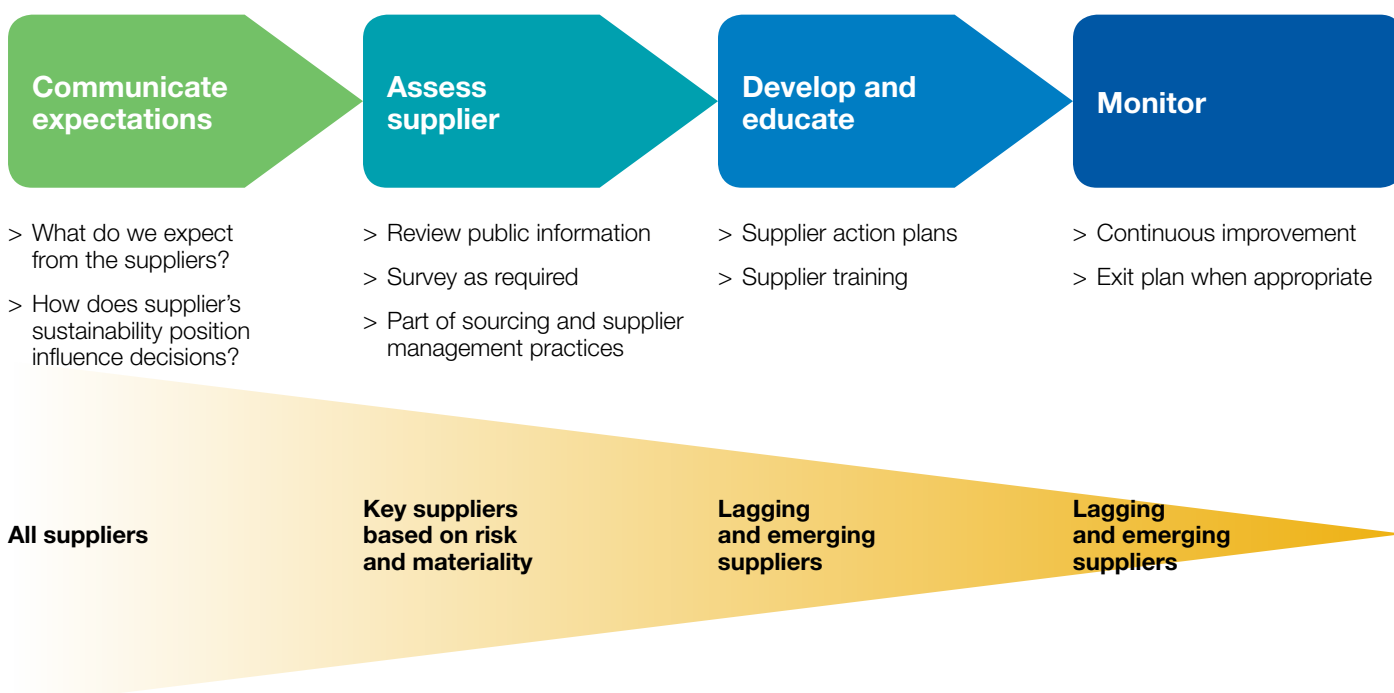 Communicate
expectations
Assess
supplier
Develop and
educate
Monitor
> What do we expect
from the suppliers?
> How does supplier’s
sustainability position
influence decisions?
> Review public information
> Survey as required
> Part of sourcing and supplier
management practices
> Supplier action plans
> Supplier training
> Continuous improvement
> Exit plan when appropriate
All suppliers
Key suppliers
based on risk
and materiality
Lagging
and emerging
suppliers
Lagging
and emerging
suppliers